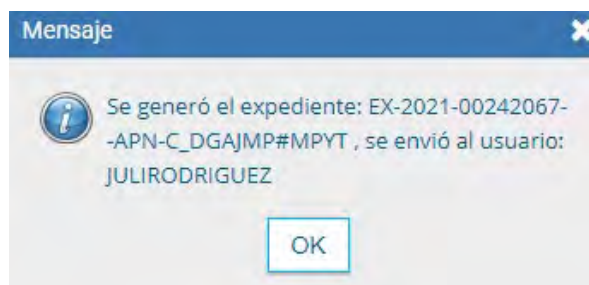 Mensaje
Se generó el expediente: EX-2021-00242067-
-APN-C_DGAJMP#MPYT , se envió al usuario:
JULIRODRIGUEZ
OK